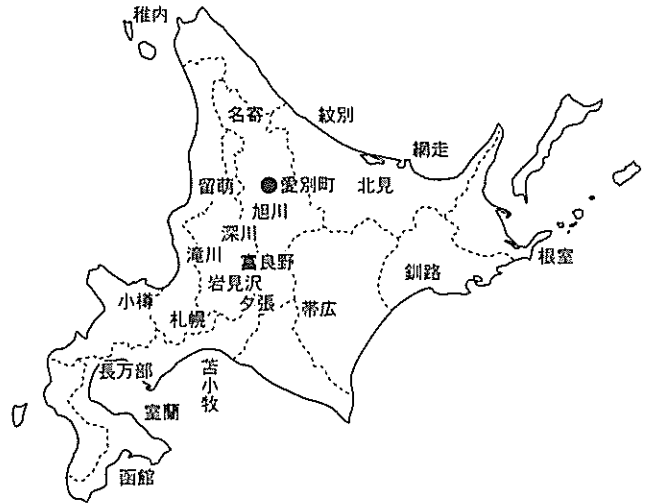 稚内
名寄
紋別
網走
留萌
愛別町
北見
旭川
深川
滝川
富良野
根室
釧路
岩見沢
小樽
夕張
帯広
札幌
長万部
苫小牧
室蘭
函館